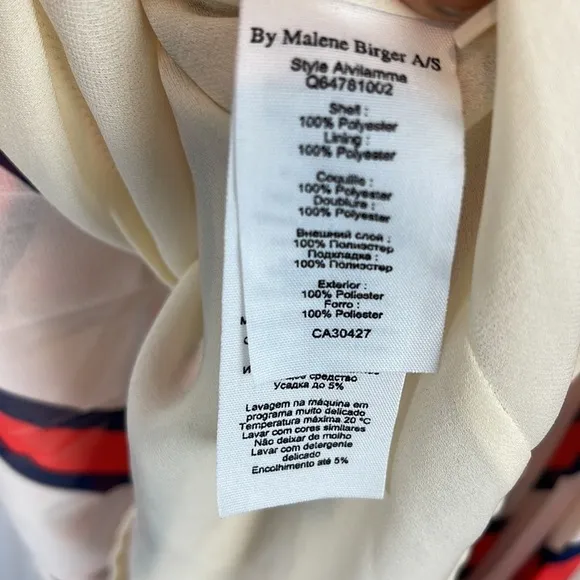 By Malene Birger A/S
Style Alvilamma
Q64781002
Shell :
100% Polyester
Lining :
100% Polyester
Coquille :
100% Polyester
Doublure :
100% Polyester
Внешний слой :
100% Полиэстер
Подкладка :
100% Полиэстер
Exterior :
100% Poliester
Forro :
100% Poliester
CA30427
средство
Усадка до 5%
Lavagem na máquina em
programa muito delicado
Temperatura máxima 20 °C
Lavar com cores similares
Não deixar de molho
Lavar com detergente
delicado
Encolhimento até 5%